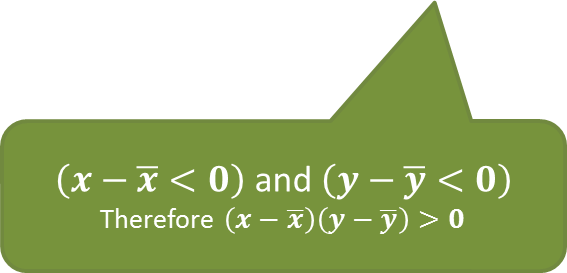 (x − x̅ < 0) and (y − y̅ < 0)
Therefore (x − x̅)(y − y̅) > 0